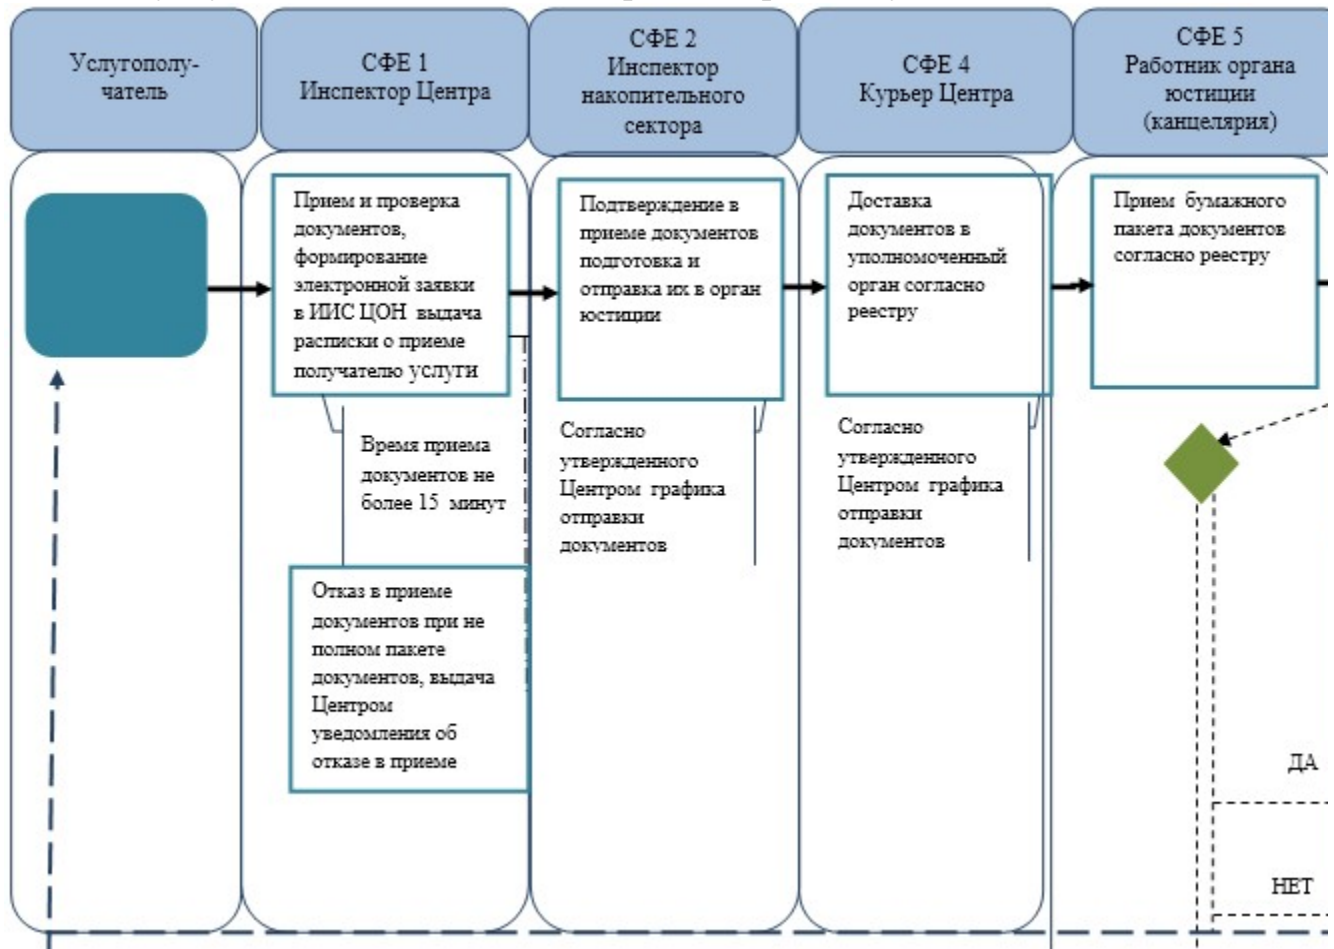 Услугополу-
чатель
СФЕ 1
Инспектор Центра
СФЕ 2
Инспектор
накопительного
сектора
СФЕ 4
Курьер Центра
СФЕ 5
Работник органа
юстиции
(канцелярия)
Прием и проверка
документов,
формирование
электронной заявки
в ИИС ЦОН выдача
расписки о приеме
получателю услуги
Подтверждение в
приеме документов
подготовка и
отправка их в орган
юстиции
Доставка
документов в
уполномоченный
орган согласно
реестру
Прием бумажного
пакета документов
согласно реестру
Время приема
документов не
более 15 минут
Согласно
утвержденного
Центром графика
отправки
документов
Согласно
утвержденного
Центром графика
отправки
документов
Отказ в приеме
документов при не
полном пакете
документов, выдача
Центром
уведомления об
отказе в приеме
ДА
НЕТ